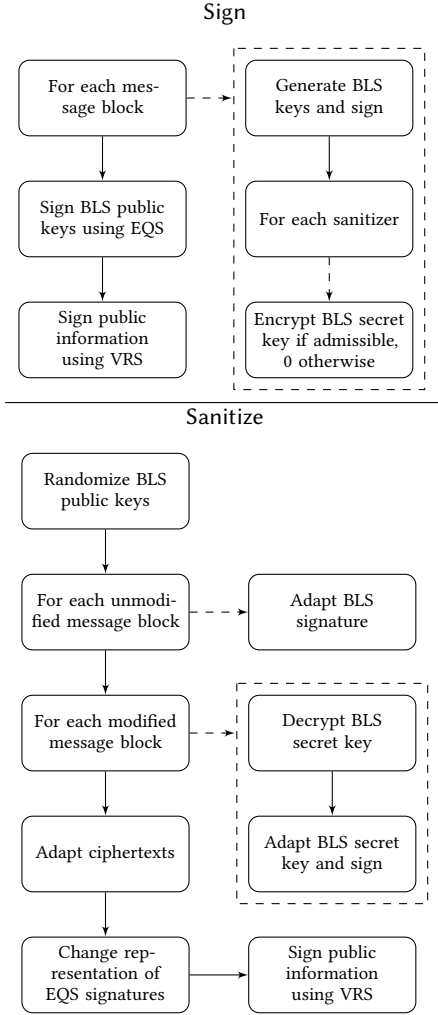 Sign
For each mes-
sage block
Generate BLS
keys and sign
Sign BLS public
keys using EQS
For each sanitizer
Sign public
information
using VRS
Encrypt BLS secret
key if admissible,
0 otherwise
Sanitize
Randomize BLS
public keys
For each unmodi-
fied message block
Adapt BLS
signature
For each modified
message block
Decrypt BLS
secret key
Adapt ciphertexts
Adapt BLS secret
key and sign
Change rep-
resentation of
EQS signatures
Sign public
information
using VRS